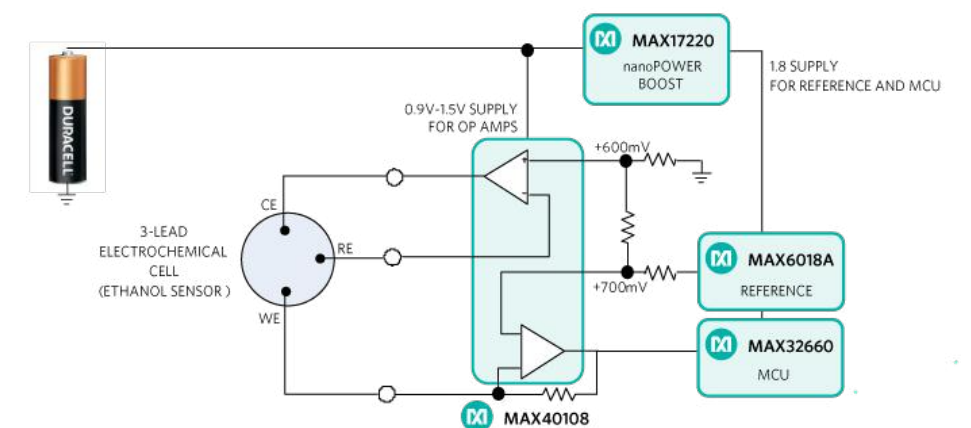 MAX17220
nanoPOWER
BOOST
1.8 SUPPLY
FOR REFERENCE AND MCU
DURACELL
0.9V-1.5V SUPPLY
FOR OP AMPS
+600mV
+
-
CE
3-LEAD
ELECTROCHEMICAL
CELL
(ETHANOL SENSOR )
RE
WE
+700mV
MAX6018A
REFERENCE
MAX32660
MCU
MAX40108